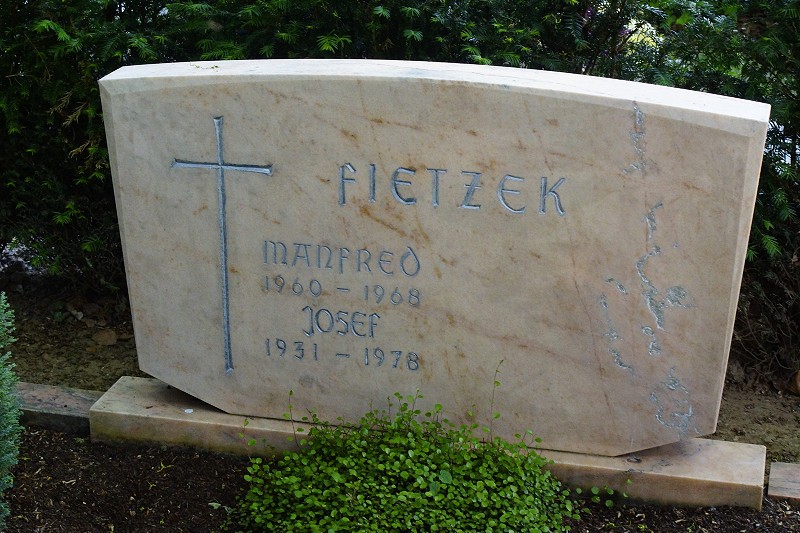 FIETZEK
MANFRED
1960 - 1968
JOSEF
1931 - 1978